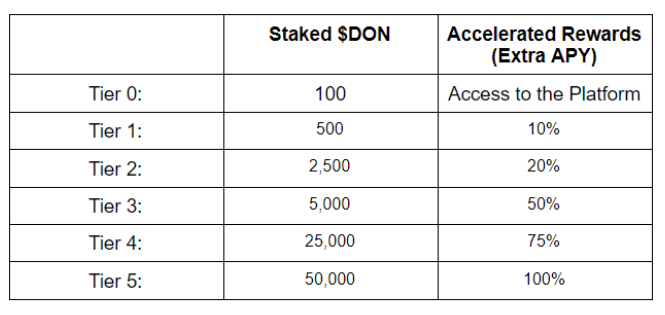 Staked $DON Accelerated Rewards
(Extra APY)
Tier 0: 100 Access to the Platform
Tier 1: 500 10%
Tier 2: 2,500 20%
Tier 3: 5,000 50%
Tier 4: 25,000 75%
Tier 5: 50,000 100%